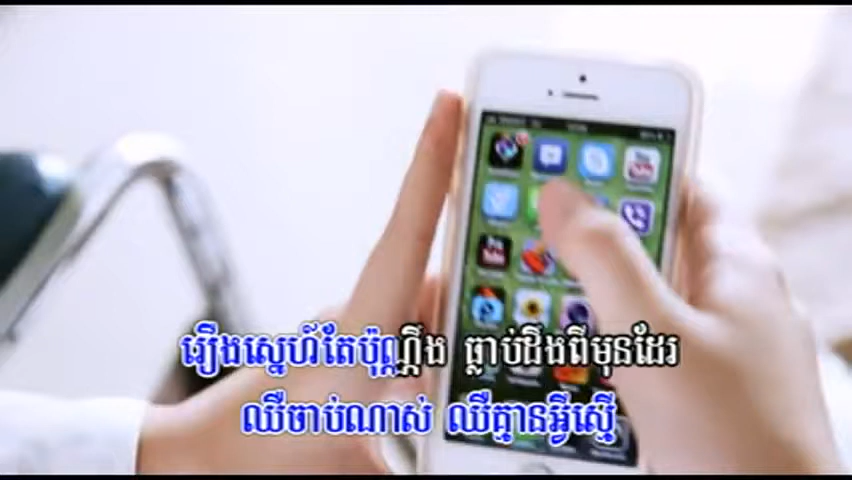 រឿងស្នេហ៍តែប៉ុណ្ណឹង ធ្លាប់ដឹងពីមុនដែរ
ឈឺចាប់ណាស់ ឈឺគ្មានអ្វីស្មើ